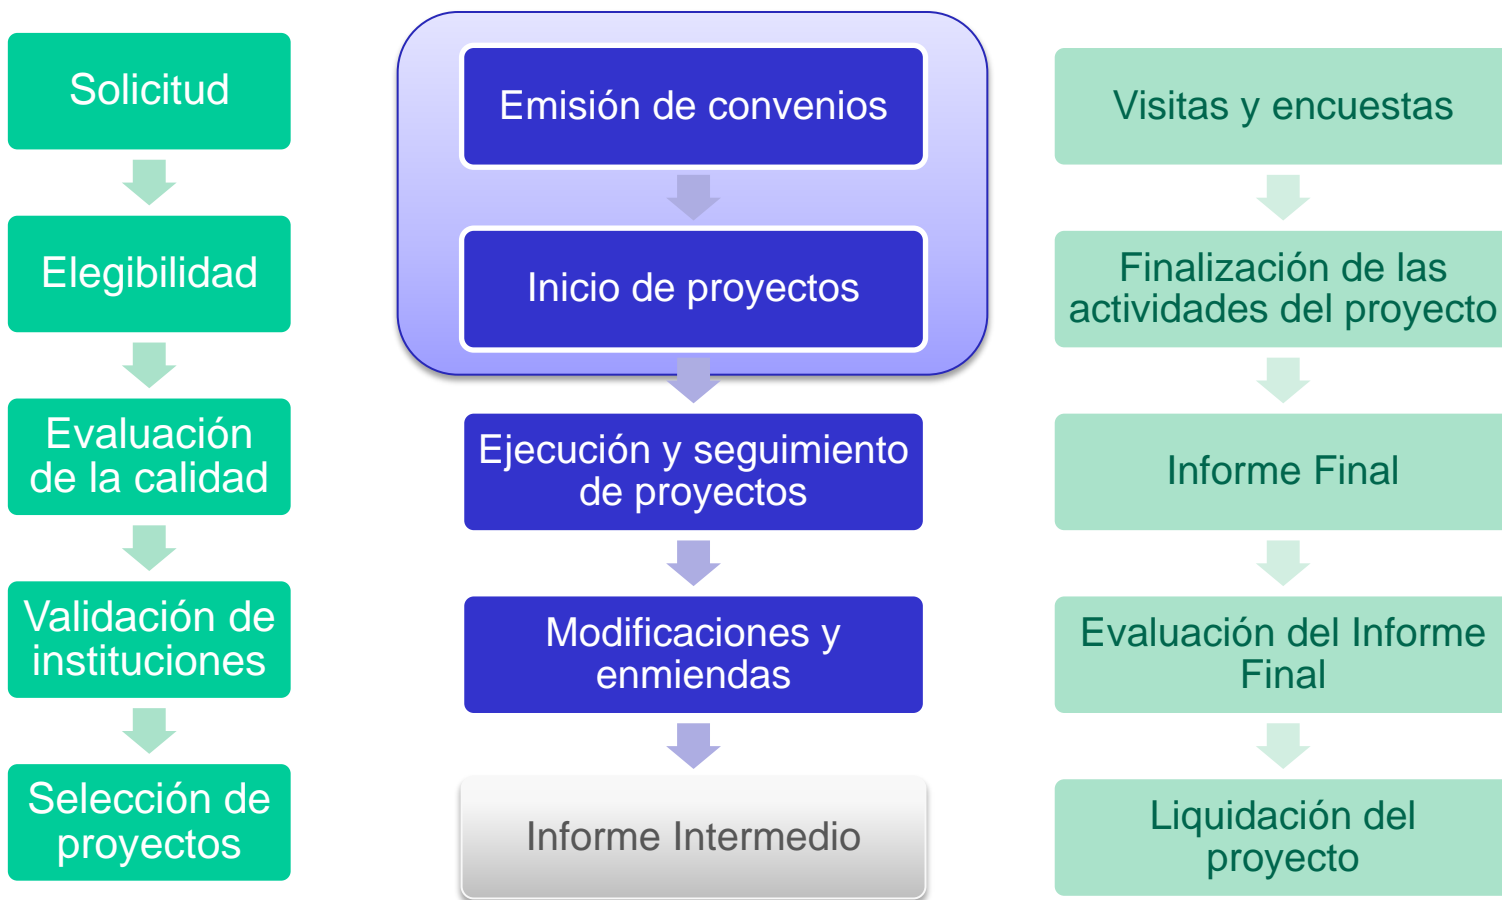 Solicitud
Elegibilidad
Evaluación
de la calidad
Validación de
instituciones
Selección de
proyectos
Emisión de convenios
Inicio de proyectos
Ejecución y seguimiento
de proyectos
Modificaciones y
enmiendas
Informe Intermedio
Visitas y encuestas
Finalización de las
actividades del proyecto
Informe Final
Evaluación del Informe
Final
Liquidación del
proyecto